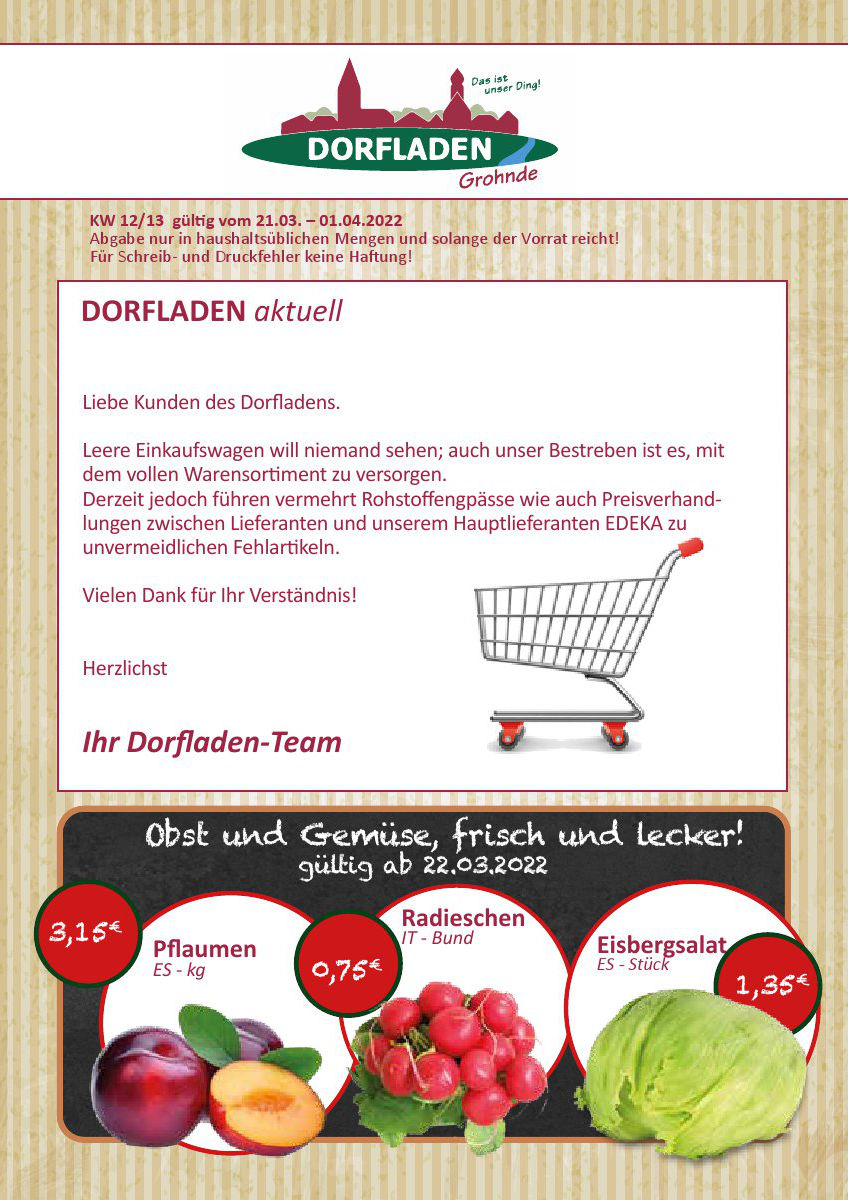 Das ist
unser Ding!
DORFLADEN
Grohnde
KW 12/13 gültig vom 21.03. – 01.04.2022
Abgabe nur in haushaltsüblichen Mengen und solange der Vorrat reicht!
Für Schreib- und Druckfehler keine Haftung!
DORFLADEN aktuell
Liebe Kunden des Dorfladens.
Leere Einkaufswagen will niemand sehen; auch unser Bestreben ist es, mit
dem vollen Warensortiment zu versorgen.
Derzeit jedoch führen vermehrt Rohstoffengpässe wie auch Preisverhand-
lungen zwischen Lieferanten und unserem Hauptlieferanten EDEKA zu
unvermeidlichen Fehlartikeln.
Vielen Dank für Ihr Verständnis!
Herzlichst
Ihr Dorfladen-Team
Obst und Gemüse, frisch und lecker!
gültig ab 22.03.2022
3,15€
Pflaumen
ES - kg
0,75€
Radieschen
IT - Bund
Eisbergsalat
ES - Stück
1,35€